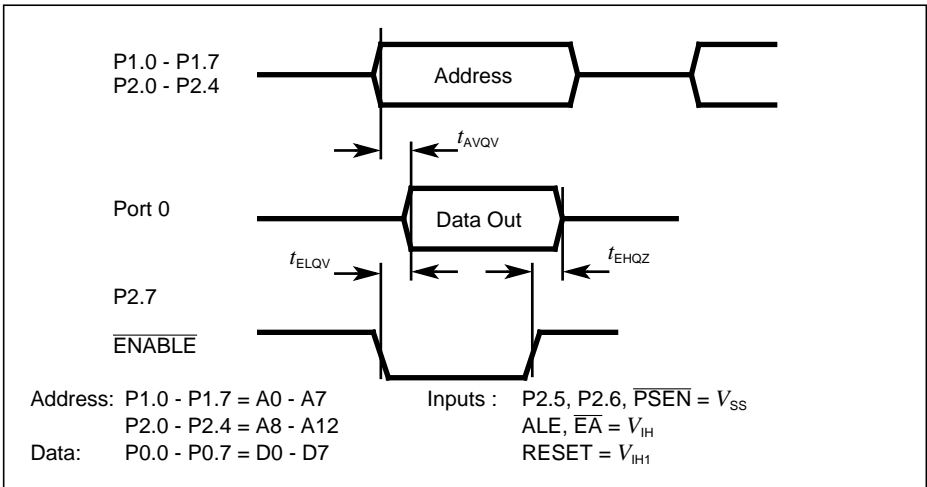 P1.0 - P1.7
P2.0 - P2.4
Address
tAVQV
Port 0
Data Out
tELQV
tEHQZ
P2.7
ENABLE
Address: P1.0 - P1.7 = A0 - A7
P2.0 - P2.4 = A8 - A12
Data: P0.0 - P0.7 = D0 - D7
Inputs : P2.5, P2.6, PSEN = VSS
ALE, EA = VIH
RESET = VIH1